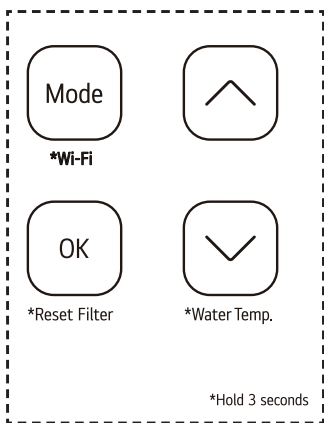 Mode
*Wi-Fi
OK
*Reset Filter
*Water Temp.
*Hold 3 seconds